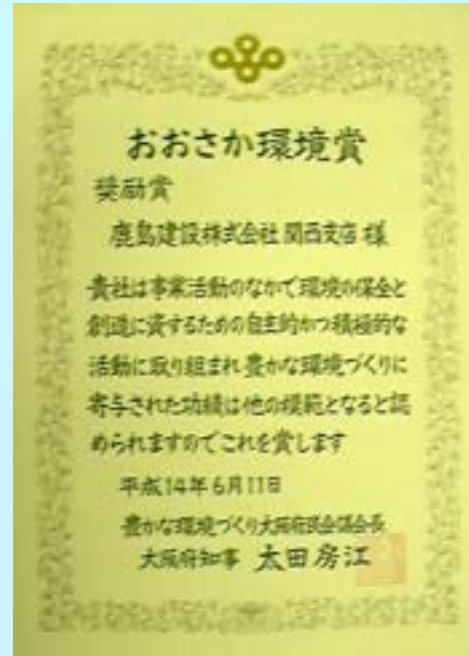 おおさか環境賞
奨励賞
鹿島建設株式会社 関西支店 様
貴社は事業活動のなかで環境の保全と
創造に資するための自主的かつ積極的な
活動に取り組まれ 豊かな環境づくりに
寄与された功績は他の模範となると認
められますのでこれを賞します
平成14年6月11日
豊かな環境づくり大阪府民会議会長
大阪府知事 太田房江